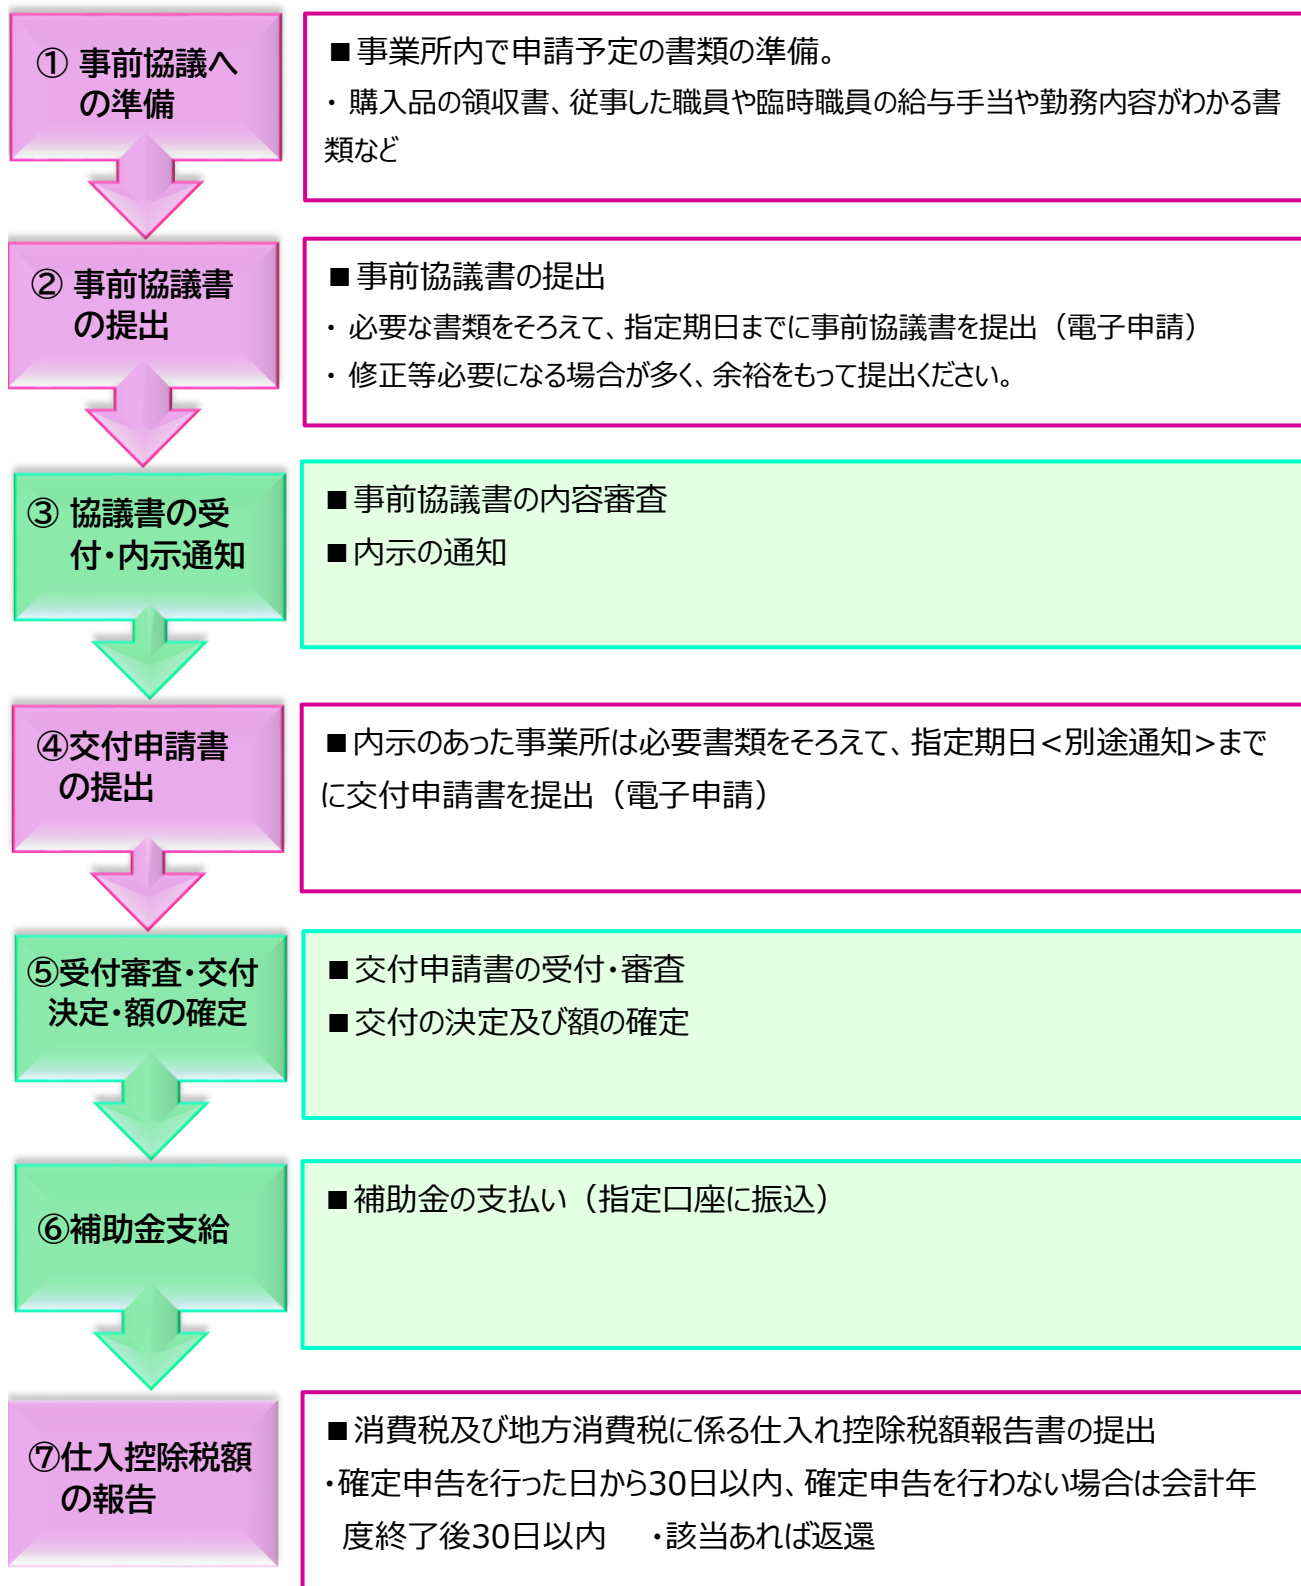 ① 事前協議へ
の準備
■事業所内で申請予定の書類の準備。
・ 購入品の領収書、従事した職員や臨時職員の給与手当や勤務内容がわかる書
類など
② 事前協議書
の提出
■事前協議書の提出
・ 必要な書類をそろえて、指定期日までに事前協議書を提出（電子申請）
・ 修正等必要になる場合が多く、余裕をもって提出ください。
③ 協議書の受
付・内示通知
■事前協議書の内容審査
■内示の通知
④交付申請書
の提出
■内示のあった事業所は必要書類をそろえて、指定期日<別途通知>まで
に交付申請書を提出（電子申請）
⑤受付審査・交付
決定・額の確定
■交付申請書の受付・審査
■交付の決定及び額の確定
⑥補助金支給
■補助金の支払い（指定口座に振込）
⑦仕入控除税額
の報告
■消費税及び地方消費税に係る仕入れ控除税額報告書の提出
・確定申告を行った日から30日以内、確定申告を行わない場合は会計年
度終了後30日以内　・該当あれば返還